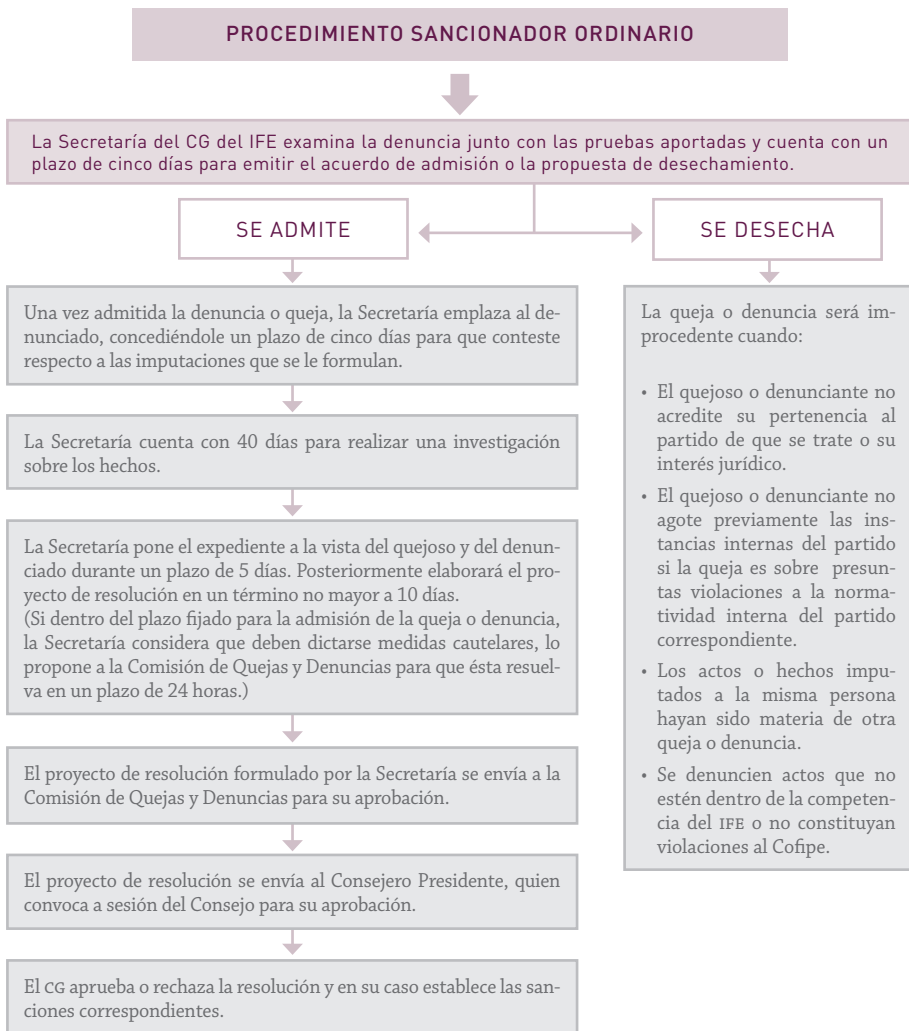 PROCEDIMIENTO SANCIONADOR ORDINARIO
La Secretaría del CG del IFE examina la denuncia junto con las pruebas aportadas y cuenta con un
plazo de cinco días para emitir el acuerdo de admisión o la propuesta de desechamiento.
SE ADMITE
Una vez admitida la denuncia o queja, la Secretaría emplaza al de-
nunciado, concediéndole un plazo de cinco días para que conteste
respecto a las imputaciones que se le formulan.
La Secretaría cuenta con 40 días para realizar una investigación
sobre los hechos.
La Secretaría pone el expediente a la vista del quejoso y del denun-
ciado durante un plazo de 5 días. Posteriormente elaborará el pro-
yecto de resolución en un término no mayor a 10 días.
(Si dentro del plazo fijado para la admisión de la queja o denuncia,
la Secretaría considera que deben dictarse medidas cautelares, lo
propone a la Comisión de Quejas y Denuncias para que ésta resuel-
va en un plazo de 24 horas.)
El proyecto de resolución formulado por la Secretaría se envía a la
Comisión de Quejas y Denuncias para su aprobación.
El proyecto de resolución se envía al Consejero Presidente, quien
convoca a sesión del Consejo para su aprobación.
El CG aprueba o rechaza la resolución y en su caso establece las san-
ciones correspondientes.
SE DESECHA
La queja o denuncia será im-
procedente cuando:
• El quejoso o denunciante no
acredite su pertenencia al
partido de que se trate o su
interés jurídico.
• El quejoso o denunciante no
agote previamente las ins-
tancias internas del partido
si la queja es sobre presun-
tas violaciones a la norma-
tividad interna del partido
correspondiente.
• Los actos o hechos impu-
tados a la misma persona
hayan sido materia de otra
queja o denuncia.
• Se denuncien actos que no
estén dentro de la competen-
cia del IFE o no constituyan
violaciones al Cofipe.